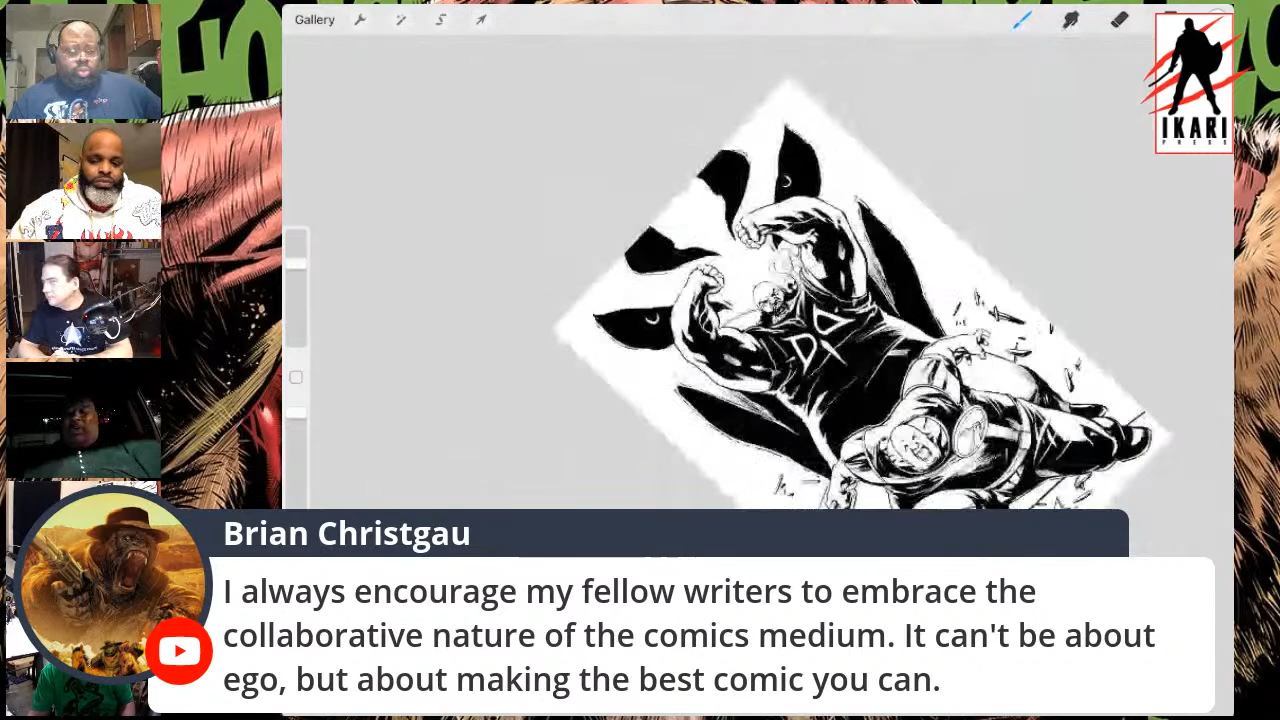 Gallery
IKARI
PRESS
Brian Christgau
I always encourage my fellow writers to embrace the
collaborative nature of the comics medium. It can't be about
ego, but about making the best comic you can.